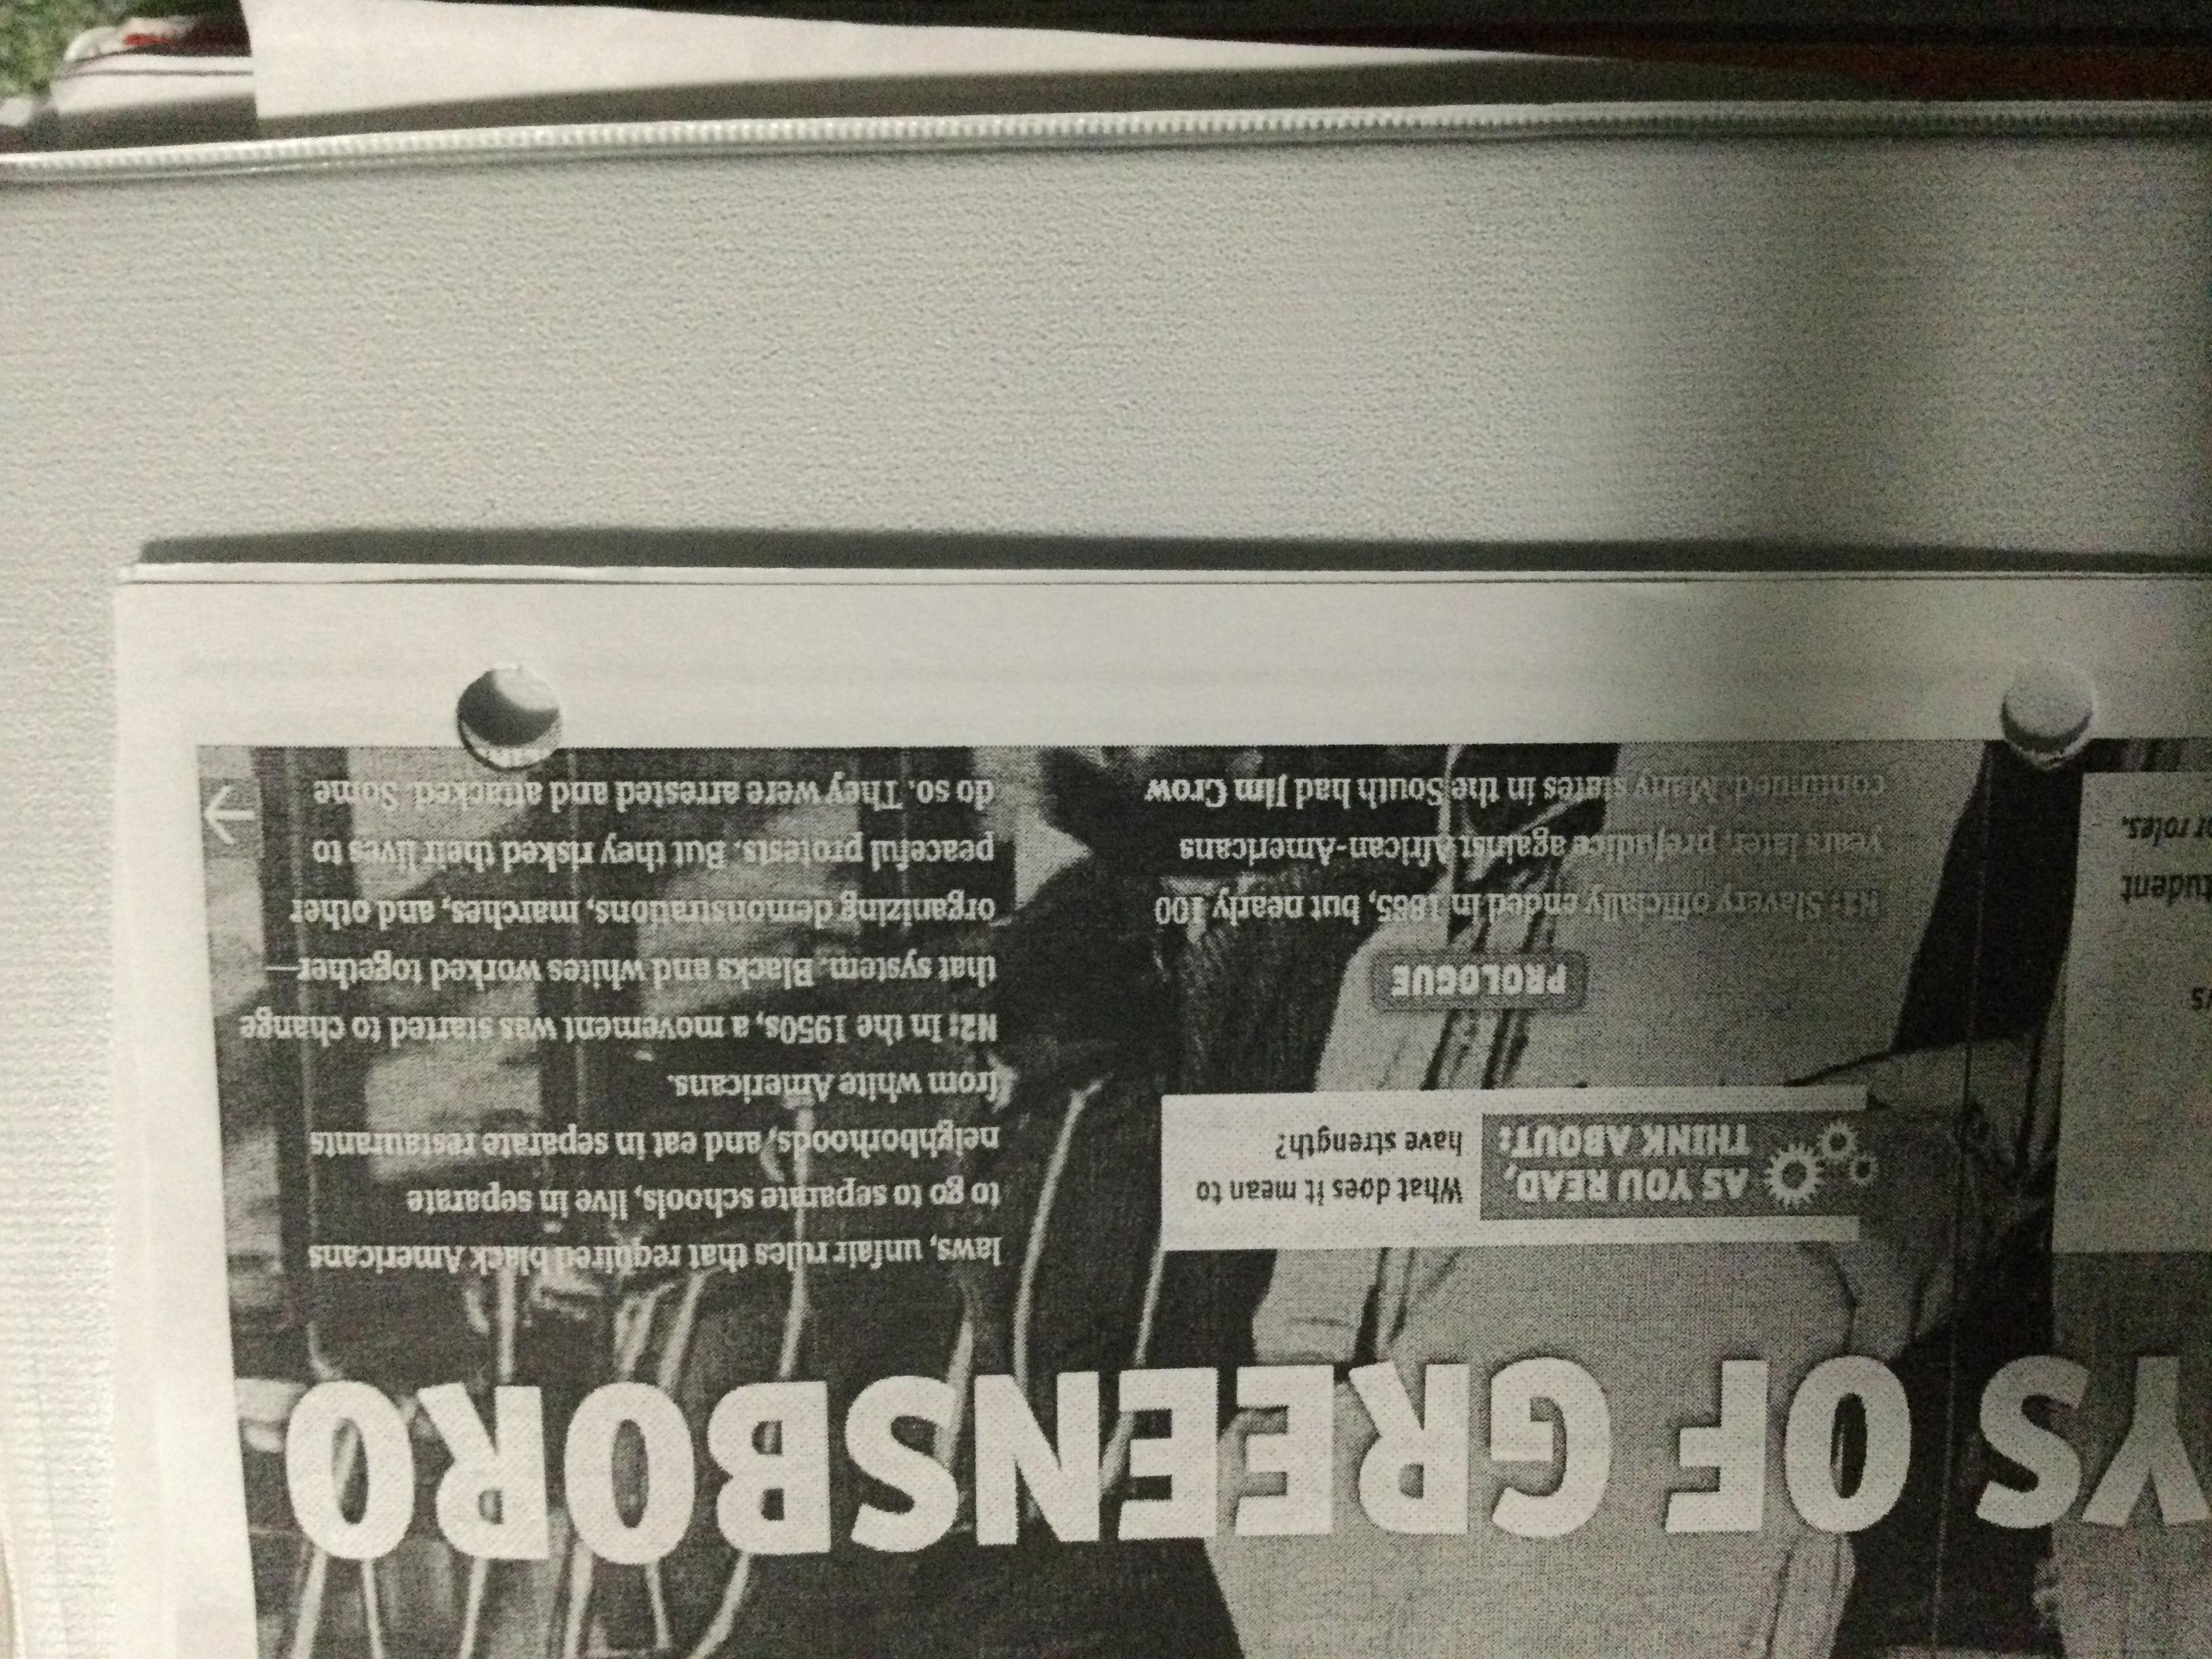 YS OF GREENSBORO
AS YOU READ,
THINK ABOUT:
What does it mean to
have strength?
PROLOGUE
N1: Slavery officially ended in 1865, but nearly 100
years later, prejudice against African-Americans
continued. Many states in the South had Jim Crow
laws, unfair rules that required black Americans
to go to separate schools, live in separate
neighborhoods, and eat in separate restaurants
from white Americans.
N2: In the 1950s, a movement was started to change
that system. Blacks and whites worked together—
organizing demonstrations, marches, and other
peaceful protests. But they risked their lives to
do so. They were arrested and attacked. Some
s
tudent
r roles.